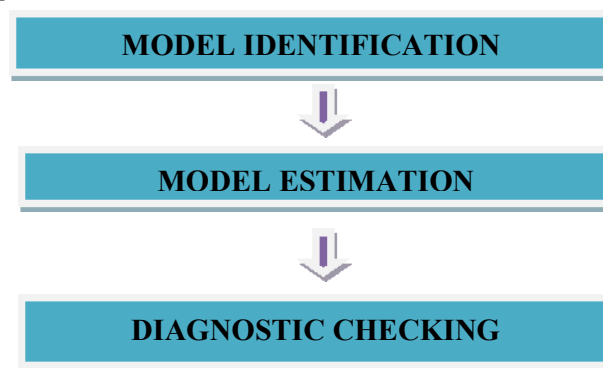 MODEL IDENTIFICATION
MODEL ESTIMATION
DIAGNOSTIC CHECKING